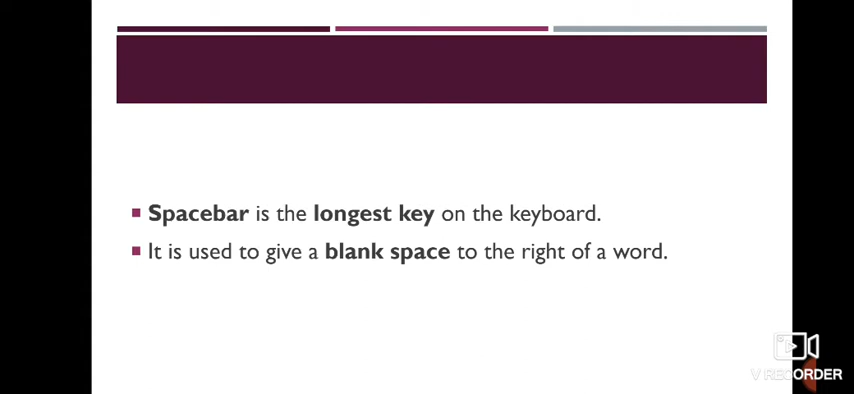 Spacebar is the longest key on the keyboard.
It is used to give a blank space to the right of a word.
V RECORDER